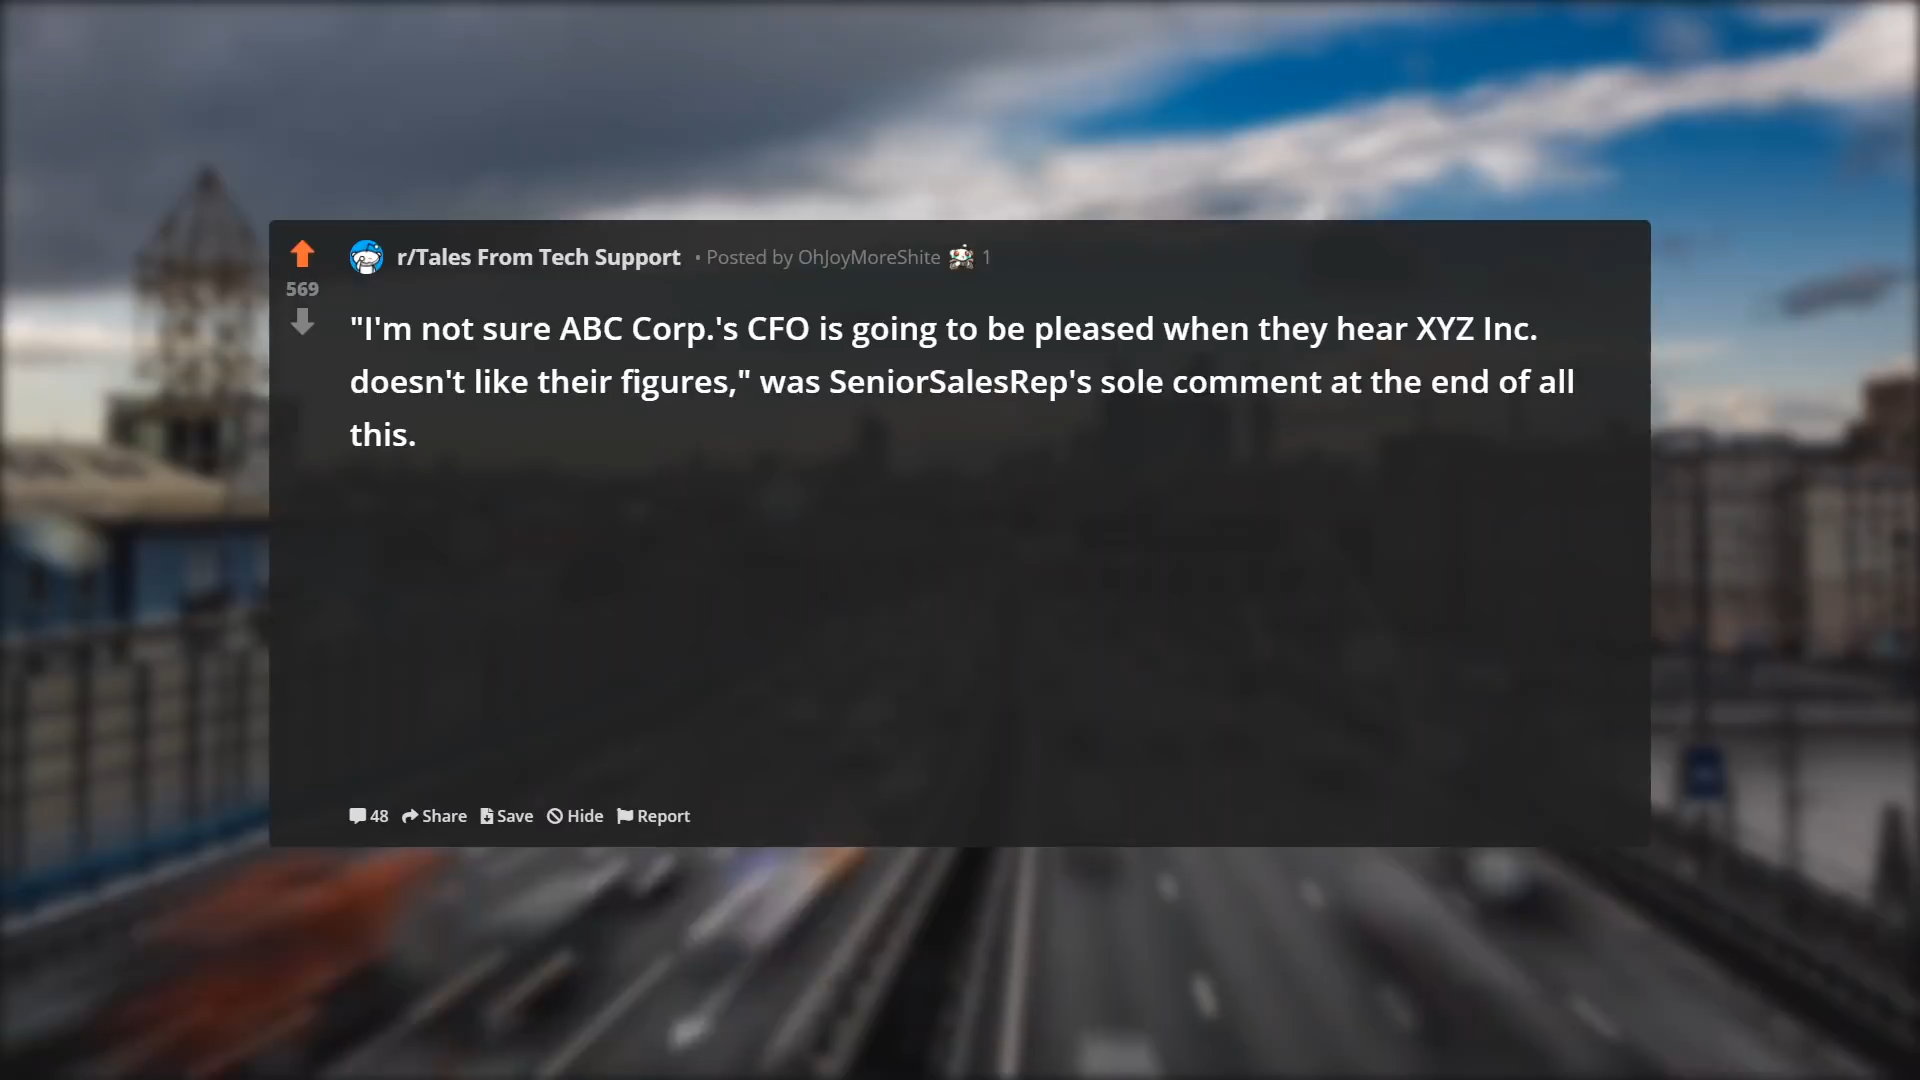 r/Tales From Tech Support • Posted by OhJoyMoreShite 1
569
"I'm not sure ABC Corp.'s CFO is going to be pleased when they hear XYZ Inc.
doesn't like their figures," was SeniorSalesRep's sole comment at the end of all
this.
48 Share Save Hide Report